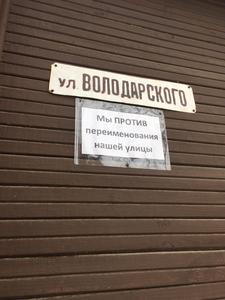 ул. ВОЛОДАРСКОГО
Мы ПРОТИВ
переименования
нашей улицы